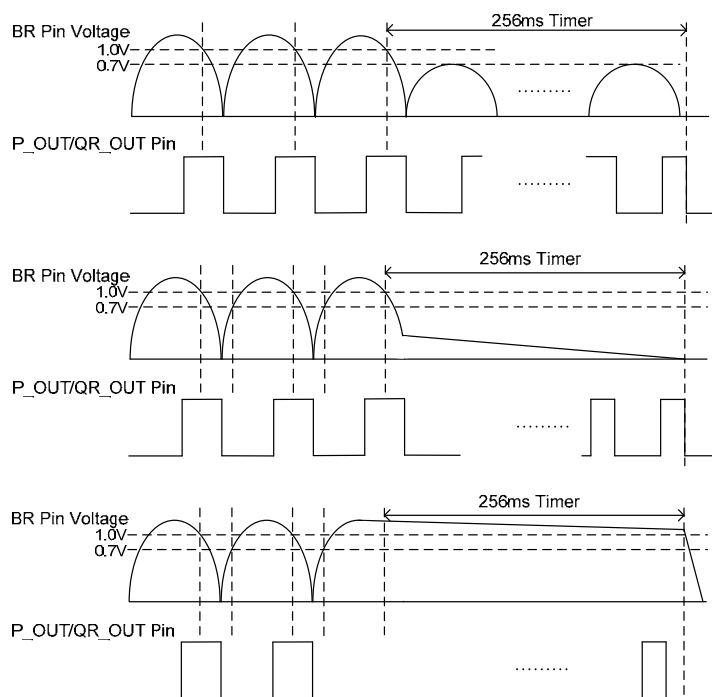 256ms Timer
BR Pin Voltage
1.0V
0.7V
.........
P_OUT/QR_OUT Pin
.........
256ms Timer
BR Pin Voltage
1.0V
0.7V
P_OUT/QR_OUT Pin
.........
256ms Timer
BR Pin Voltage
1.0V
0.7V
P_OUT/QR_OUT Pin
.........